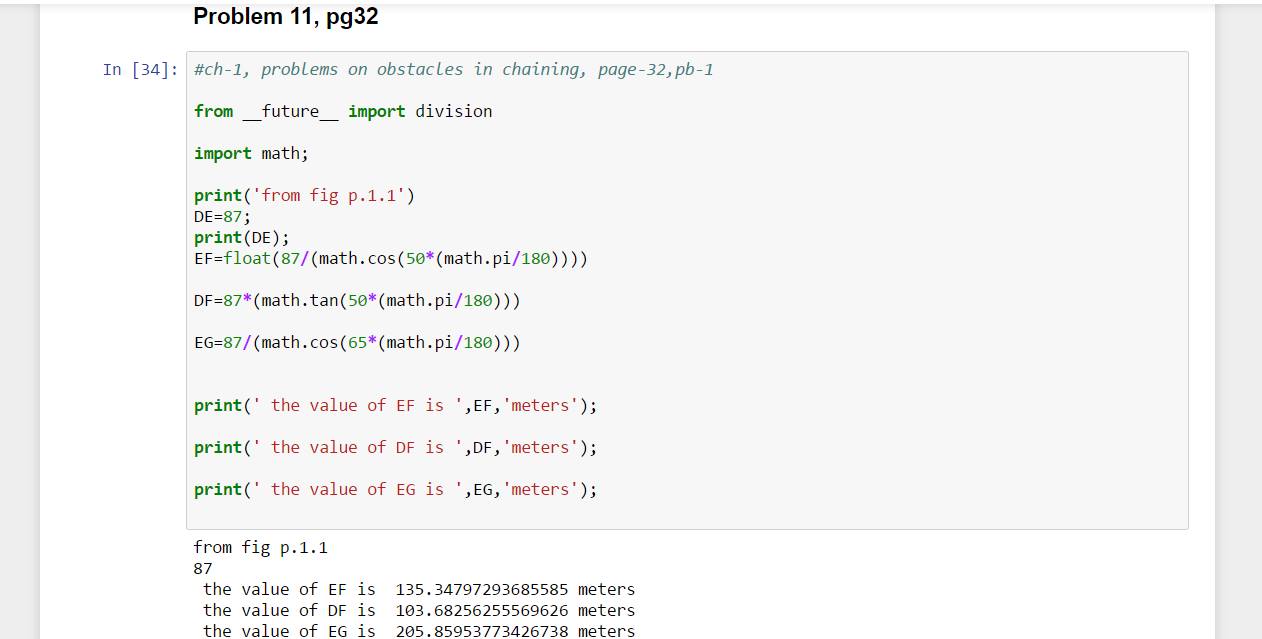 Problem 11, pg32
In [34]: #ch-1, problems on obstacles in chaining, page-32,pb-1
from __future__ import division
import math;
print('from fig p.1.1')
DE=87;
print(DE);
EF=float(87/(math.cos(50*(math.pi/180))))
DF=87*(math.tan(50*(math.pi/180)))
EG=87/(math.cos(65*(math.pi/180)))
print(' the value of EF is ',EF,'meters');
print(' the value of DF is ',DF,'meters');
print(' the value of EG is ',EG,'meters');
from fig p.1.1
87
 the value of EF is  135.34797293685585 meters
 the value of DF is  103.68256255569626 meters
 the value of EG is  205.85953773426738 meters